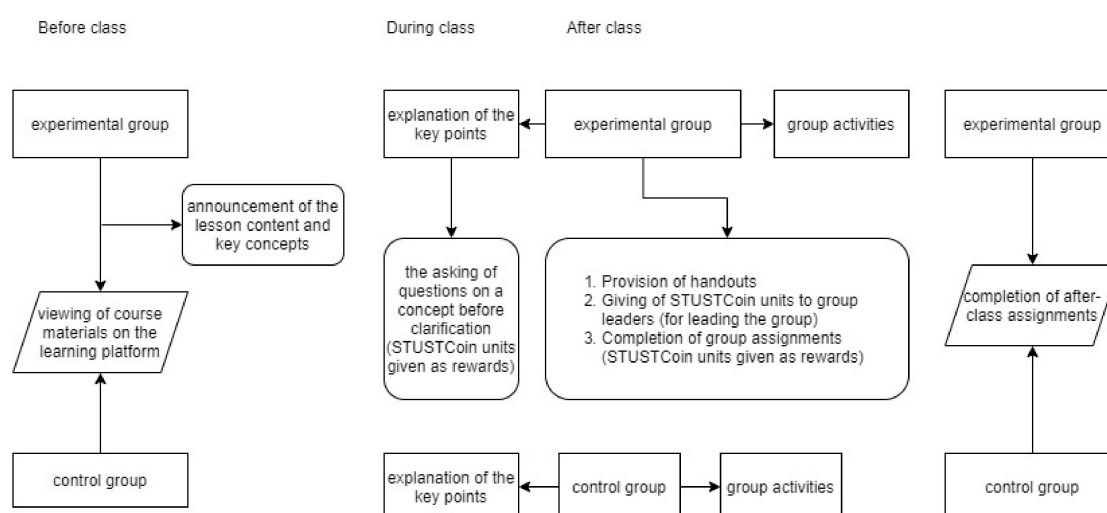 Before class
During class
After class
experimental group
explanation of the
key points
experimental group
group activities
experimental group
announcement of the
lesson content and
key concepts
the asking of
questions on a
concept before
clarification
(STUSTCoin units
given as rewards)
1. Provision of handouts
2. Giving of STUSTCoin units to group
leaders (for leading the group)
3. Completion of group assignments
(STUSTCoin units given as rewards)
completion of after-
class assignments
viewing of course
materials on the
learning platform
control group
explanation of the
key points
control group
group activities
control group